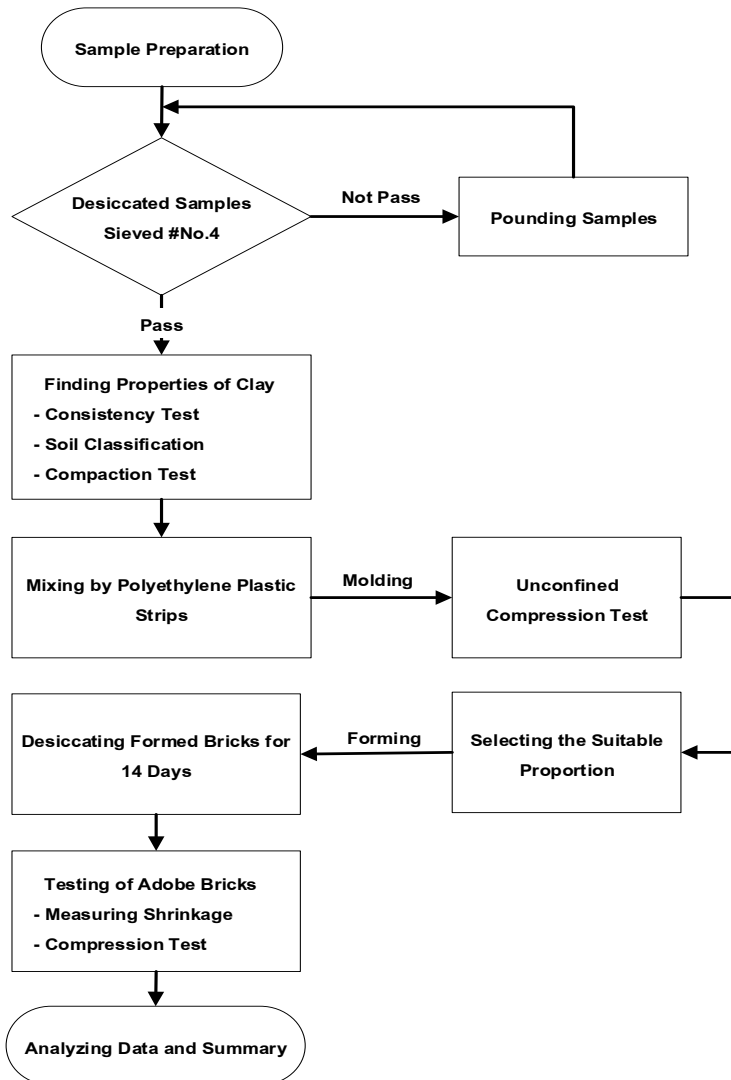 Sample Preparation
Desiccated Samples
Sieved #No.4
Not Pass
Pounding Samples
Pass
Finding Properties of Clay
- Consistency Test
- Soil Classification
- Compaction Test
Mixing by Polyethylene Plastic
Strips
Molding
Unconfined
Compression Test
Selecting the Suitable
Proportion
Forming
Desiccating Formed Bricks for
14 Days
Testing of Adobe Bricks
- Measuring Shrinkage
- Compression Test
Analyzing Data and Summary